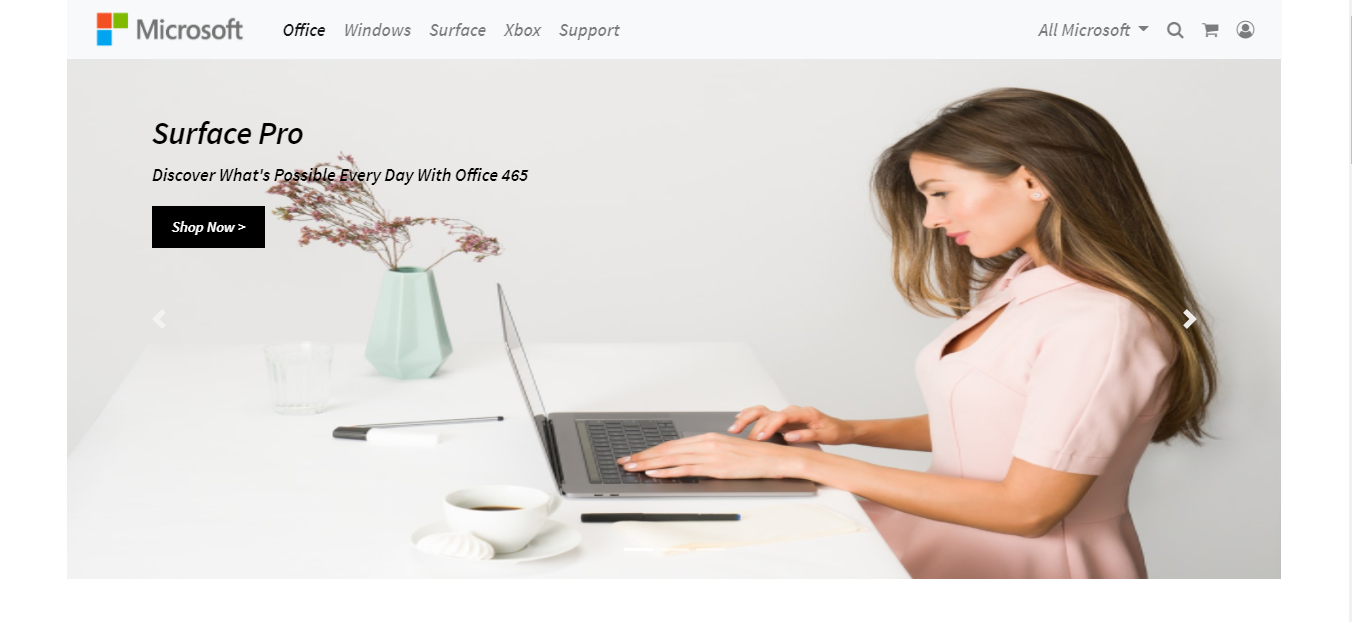 Microsoft Office Windows Surface Xbox Support All Microsoft
Surface Pro
Discover What's Possible Every Day With Office 465
Shop Now >